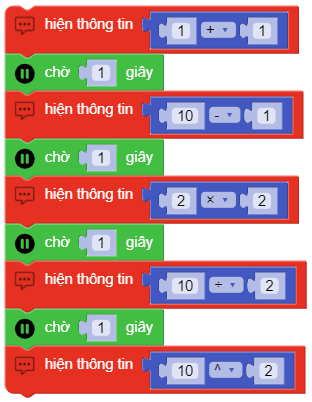 hiện thông tin 1 + 1
chờ 1 giây
hiện thông tin 10 - 1
chờ 1 giây
hiện thông tin 2 × 2
chờ 1 giây
hiện thông tin 10 ÷ 2
chờ 1 giây
hiện thông tin 10 ^ 2